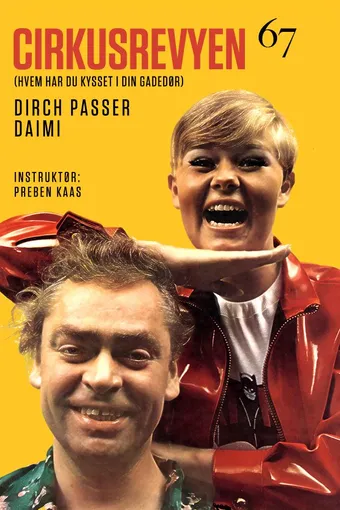 CIRKUSREVYEN 67
(HVEM HAR DU KYSSET I DIN GADEDØR)
DIRCH PASSER
DAIMI
INSTRUKTØR:
PREBEN KAAS